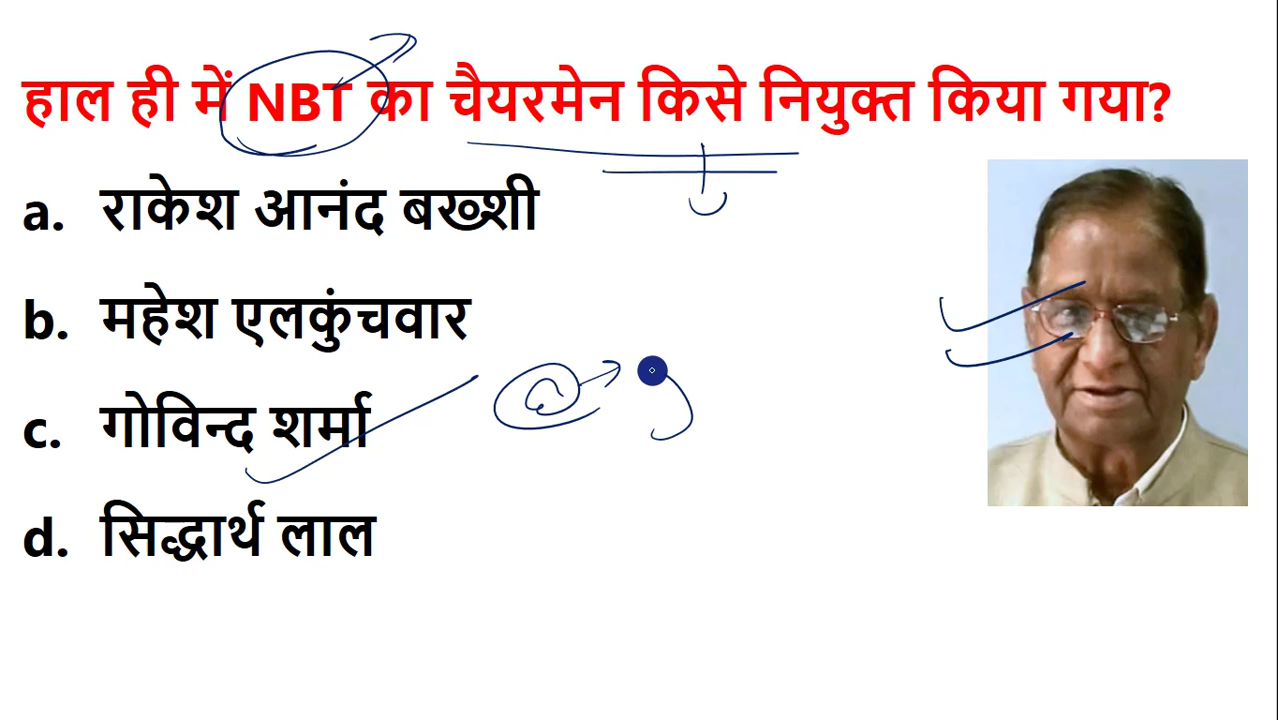 हाल ही में NBT का चैयरमेन किसे नियुक्त किया गया?
a. राकेश आनंद बख्शी
b. महेश एलकुंचवार
c. गोविन्द शर्मा
d. सिद्धार्थ लाल